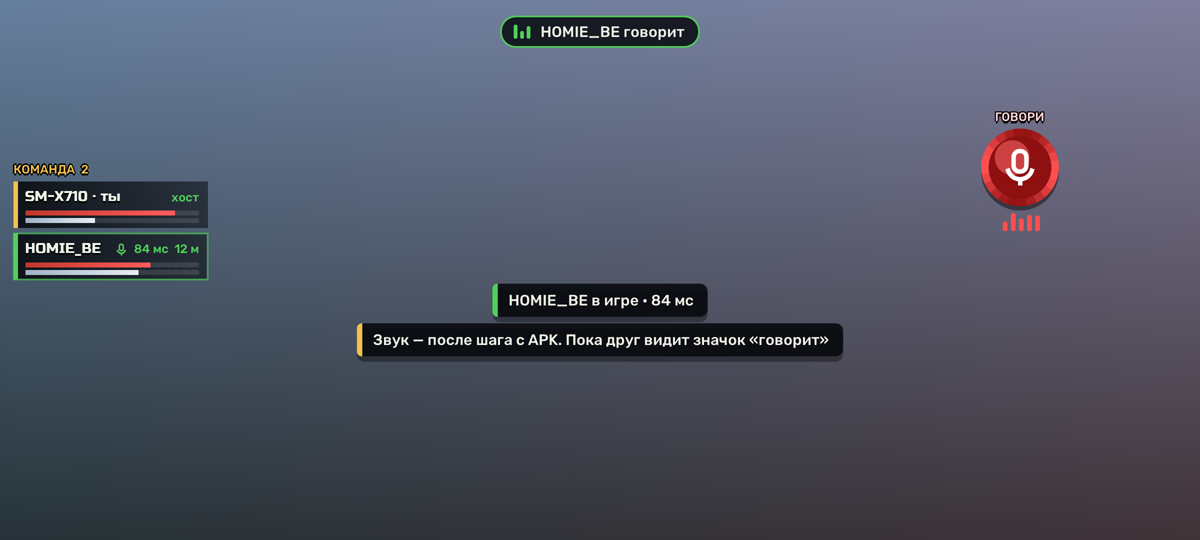 HOMIE_BE говорит
ГОВОРИ
КОМАНДА 2
SM-X710 · ты хост
HOMIE_BE 84 мс 12 м
HOMIE_BE в игре • 84 мс
Звук — после шага с APK. Пока друг видит значок «говорит»